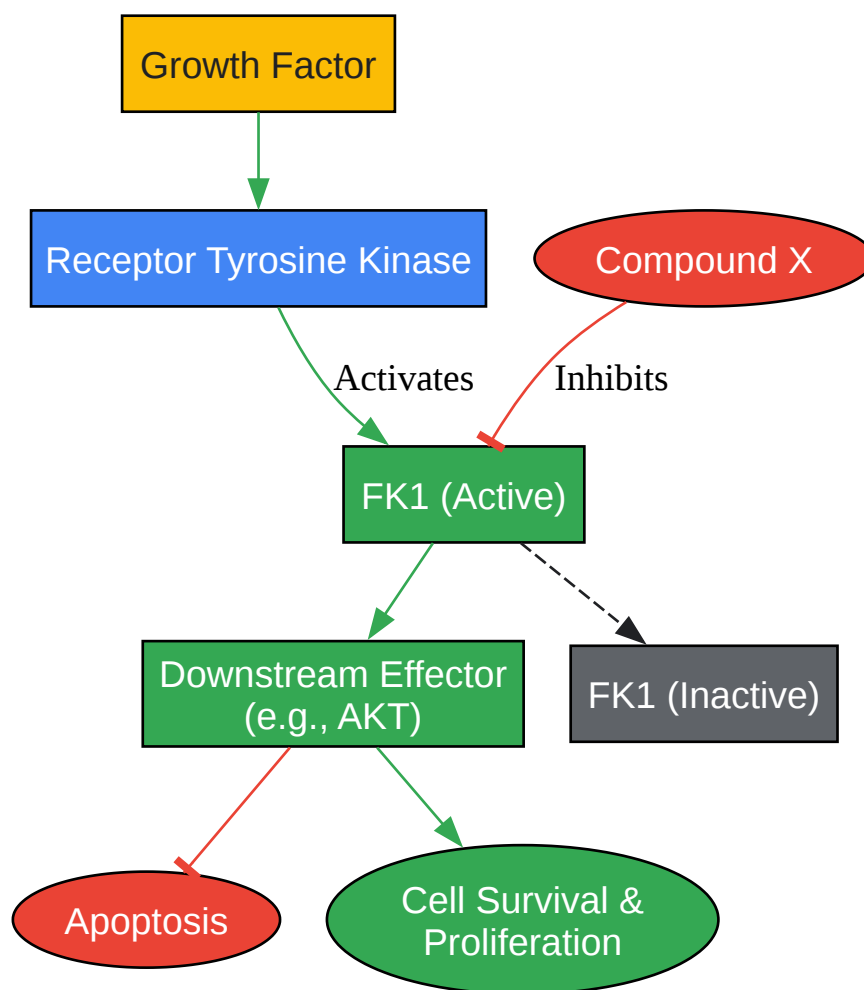 Growth Factor
Receptor Tyrosine Kinase
Compound X
Activates
Inhibits
FK1 (Active)
Downstream Effector
(e.g., AKT)
FK1 (Inactive)
Apoptosis
Cell Survival &
Proliferation